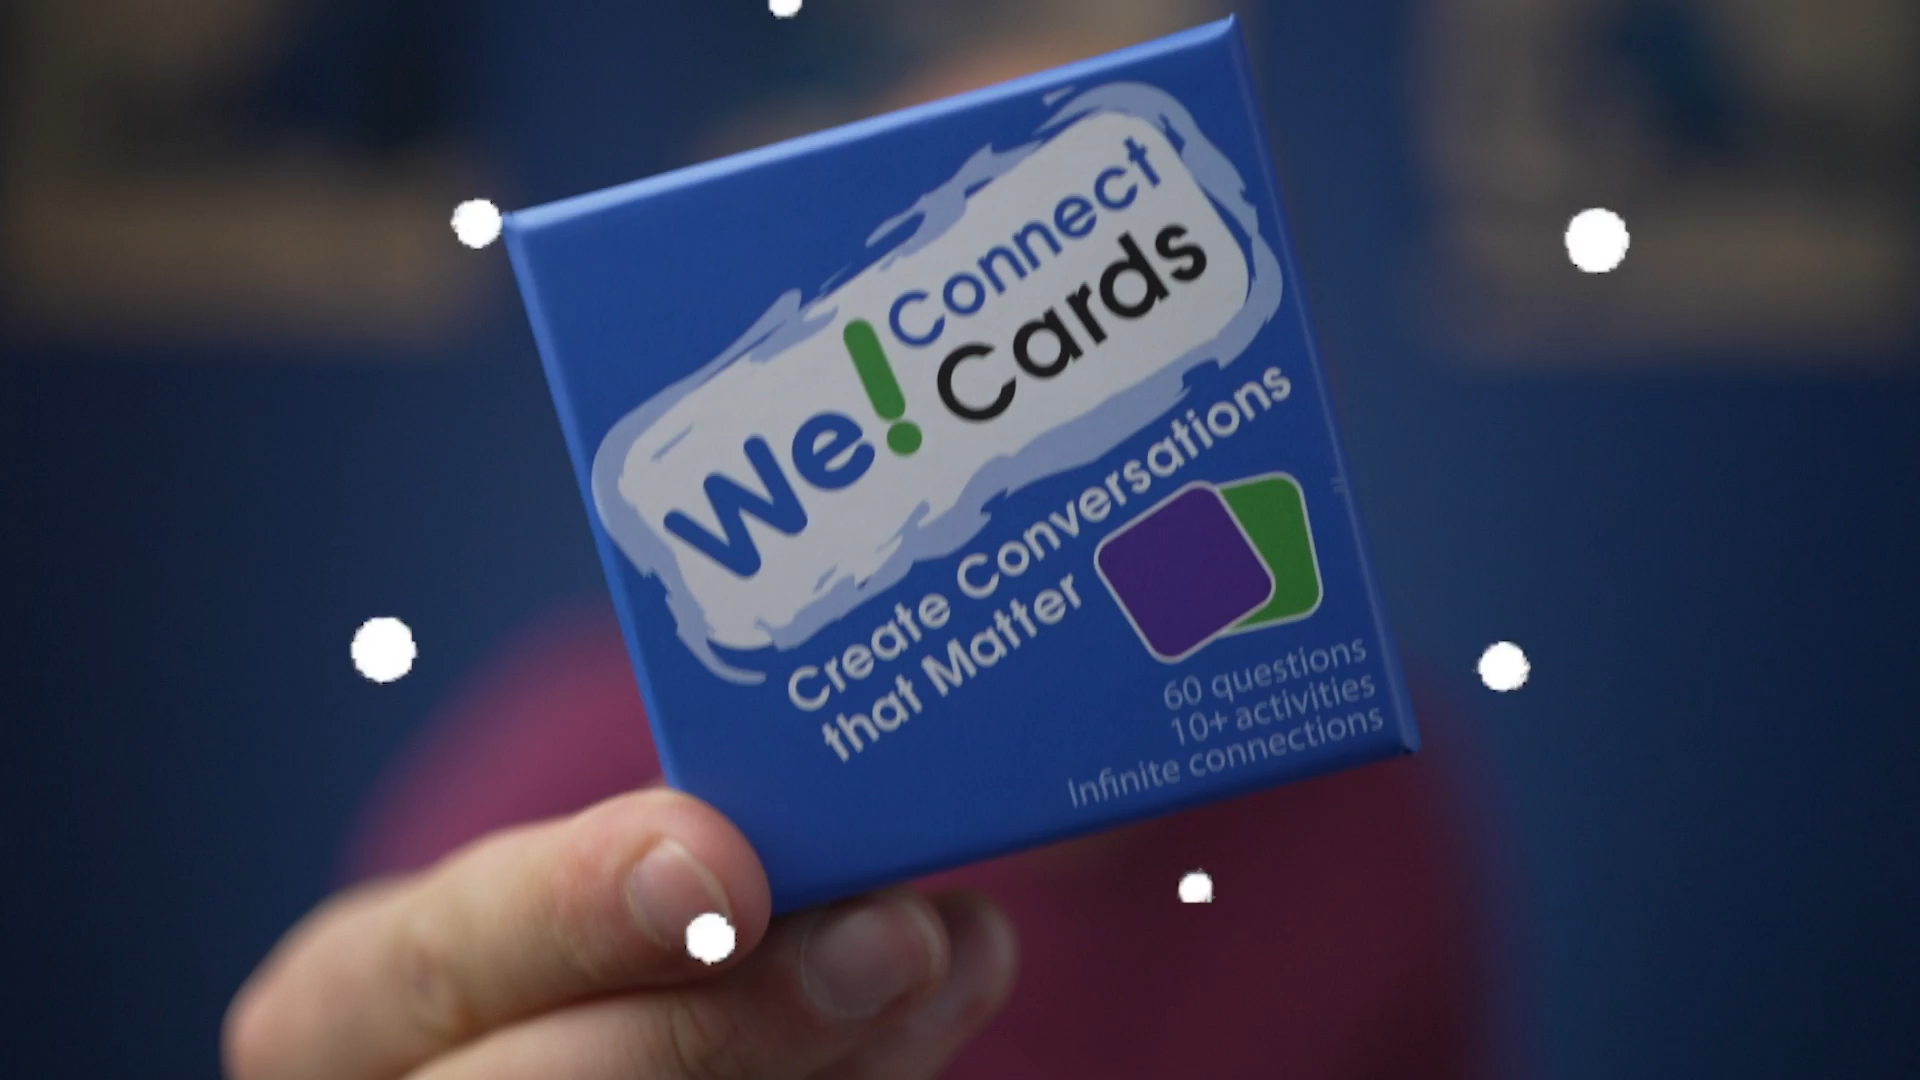 We! Connect
Cards
Create Conversations
that Matter
60 questions
10+ activities
Infinite connections